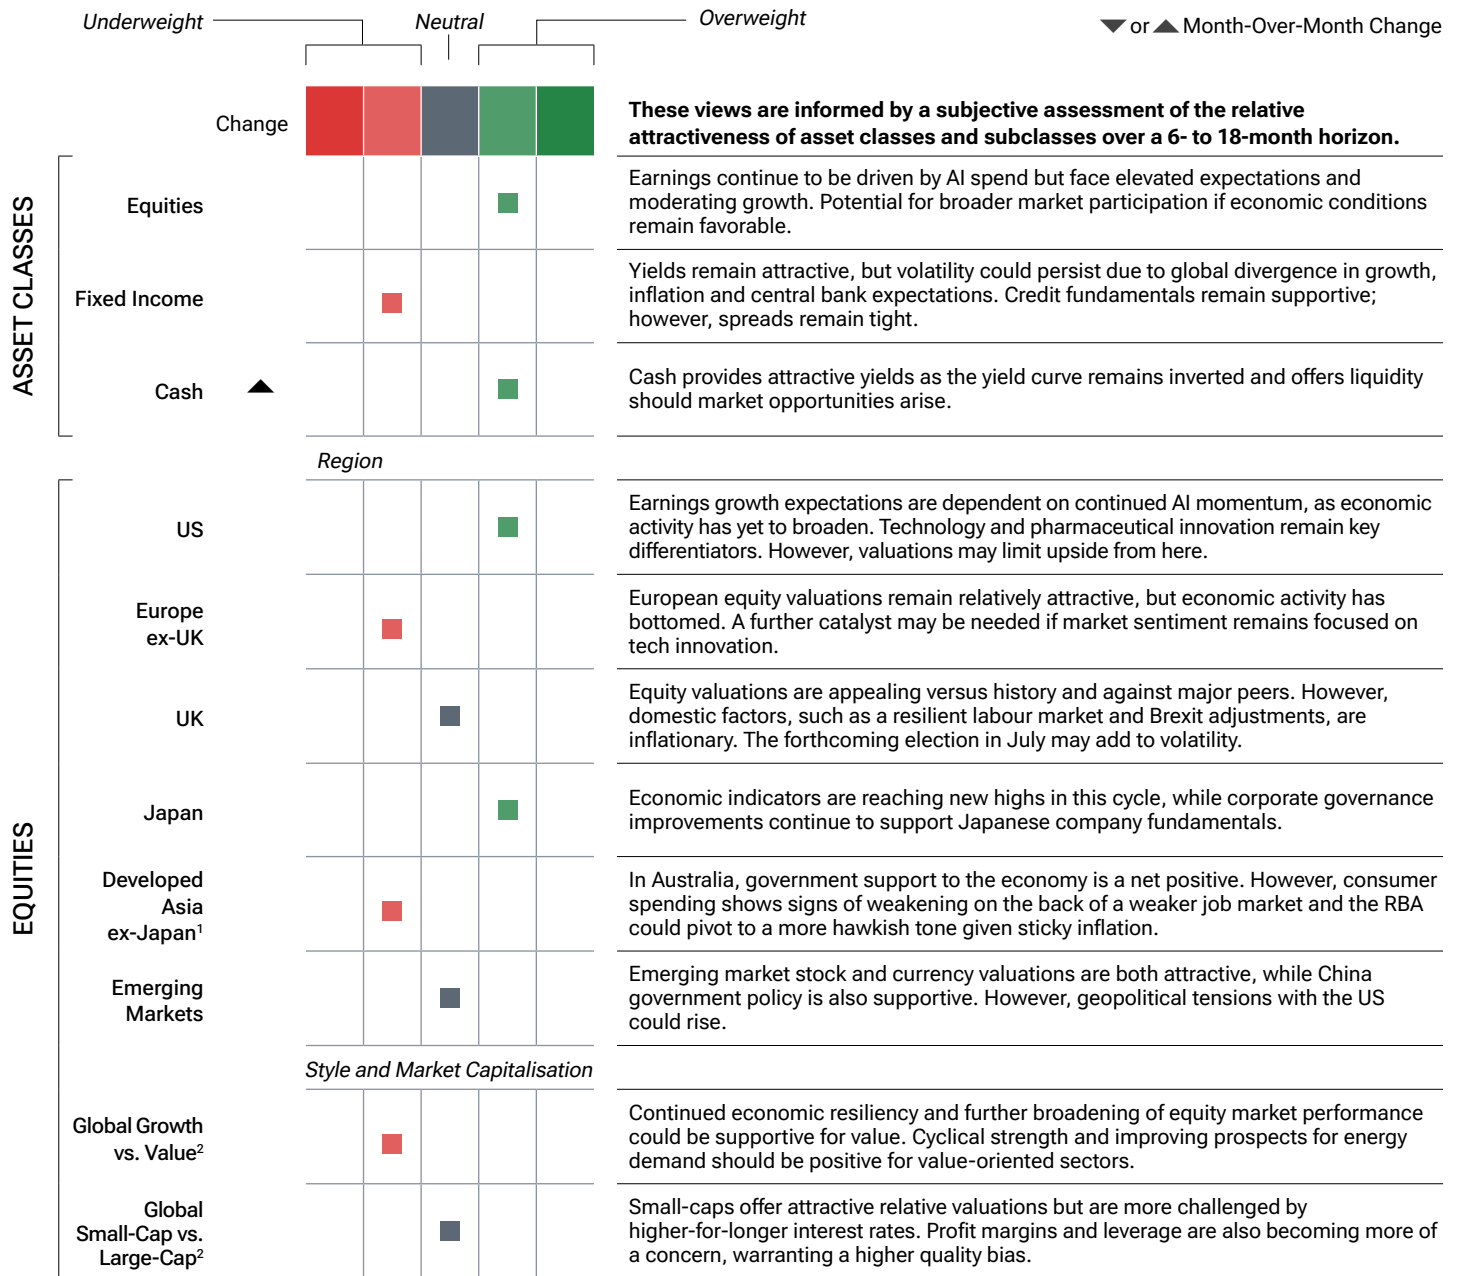 Underweight
Neutral
Overweight
▼ or ▲ Month-Over-Month Change
Change
These views are informed by a subjective assessment of the relative
attractiveness of asset classes and subclasses over a 6- to 18-month horizon.
ASSET CLASSES
Equities
Earnings continue to be driven by AI spend but face elevated expectations and
moderating growth. Potential for broader market participation if economic conditions
remain favorable.
Fixed Income
Yields remain attractive, but volatility could persist due to global divergence in growth,
inflation and central bank expectations. Credit fundamentals remain supportive;
however, spreads remain tight.
Cash ▲
Cash provides attractive yields as the yield curve remains inverted and offers liquidity
should market opportunities arise.
EQUITIES
Region
US
Earnings growth expectations are dependent on continued AI momentum, as economic
activity has yet to broaden. Technology and pharmaceutical innovation remain key
differentiators. However, valuations may limit upside from here.
Europe
ex-UK
European equity valuations remain relatively attractive, but economic activity has
bottomed. A further catalyst may be needed if market sentiment remains focused on
tech innovation.
UK
Equity valuations are appealing versus history and against major peers. However,
domestic factors, such as a resilient labour market and Brexit adjustments, are
inflationary. The forthcoming election in July may add to volatility.
Japan
Economic indicators are reaching new highs in this cycle, while corporate governance
improvements continue to support Japanese company fundamentals.
Developed
Asia
ex-Japan¹
In Australia, government support to the economy is a net positive. However, consumer
spending shows signs of weakening on the back of a weaker job market and the RBA
could pivot to a more hawkish tone given sticky inflation.
Emerging
Markets
Emerging market stock and currency valuations are both attractive, while China
government policy is also supportive. However, geopolitical tensions with the US
could rise.
Style and Market Capitalisation
Global Growth
vs. Value²
Continued economic resiliency and further broadening of equity market performance
could be supportive for value. Cyclical strength and improving prospects for energy
demand should be positive for value-oriented sectors.
Global
Small-Cap vs.
Large-Cap²
Small-caps offer attractive relative valuations but are more challenged by
higher-for-longer interest rates. Profit margins and leverage are also becoming more of
a concern, warranting a higher quality bias.